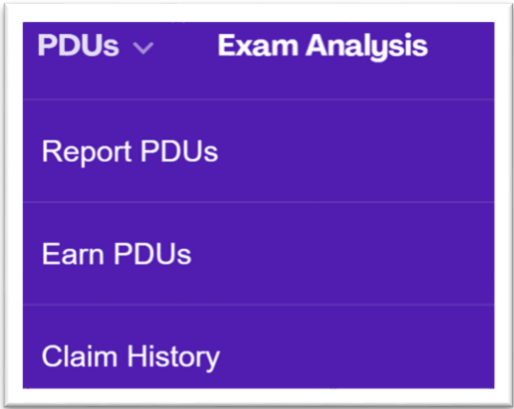 PDUs Exam Analysis
Report PDUs
Earn PDUs
Claim History